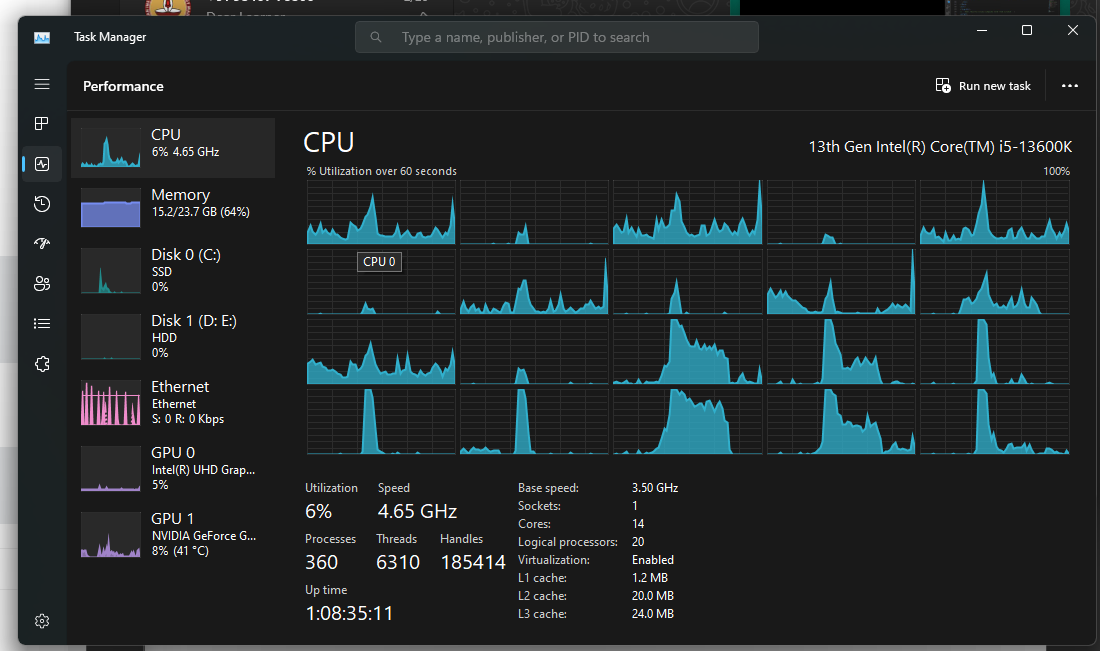 Task Manager
Type a name, publisher, or PID to search
Performance
Run new task
CPU
6% 4.65 GHz
Memory
15.2/23.7 GB (64%)
Disk 0 (C:)
SSD
0%
Disk 1 (D: E:)
HDD
0%
Ethernet
Ethernet
S: 0 R: 0 Kbps
GPU 0
Intel(R) UHD Grap...
5%
GPU 1
NVIDIA GeForce G...
8% (41 °C)
CPU
13th Gen Intel(R) Core(TM) i5-13600K
% Utilization over 60 seconds
100%
CPU 0
Utilization
6%
Speed
4.65 GHz
Processes
360
Threads
6310
Handles
185414
Up time
1:08:35:11
Base speed: 3.50 GHz
Sockets: 1
Cores: 14
Logical processors: 20
Virtualization: Enabled
L1 cache: 1.2 MB
L2 cache: 20.0 MB
L3 cache: 24.0 MB